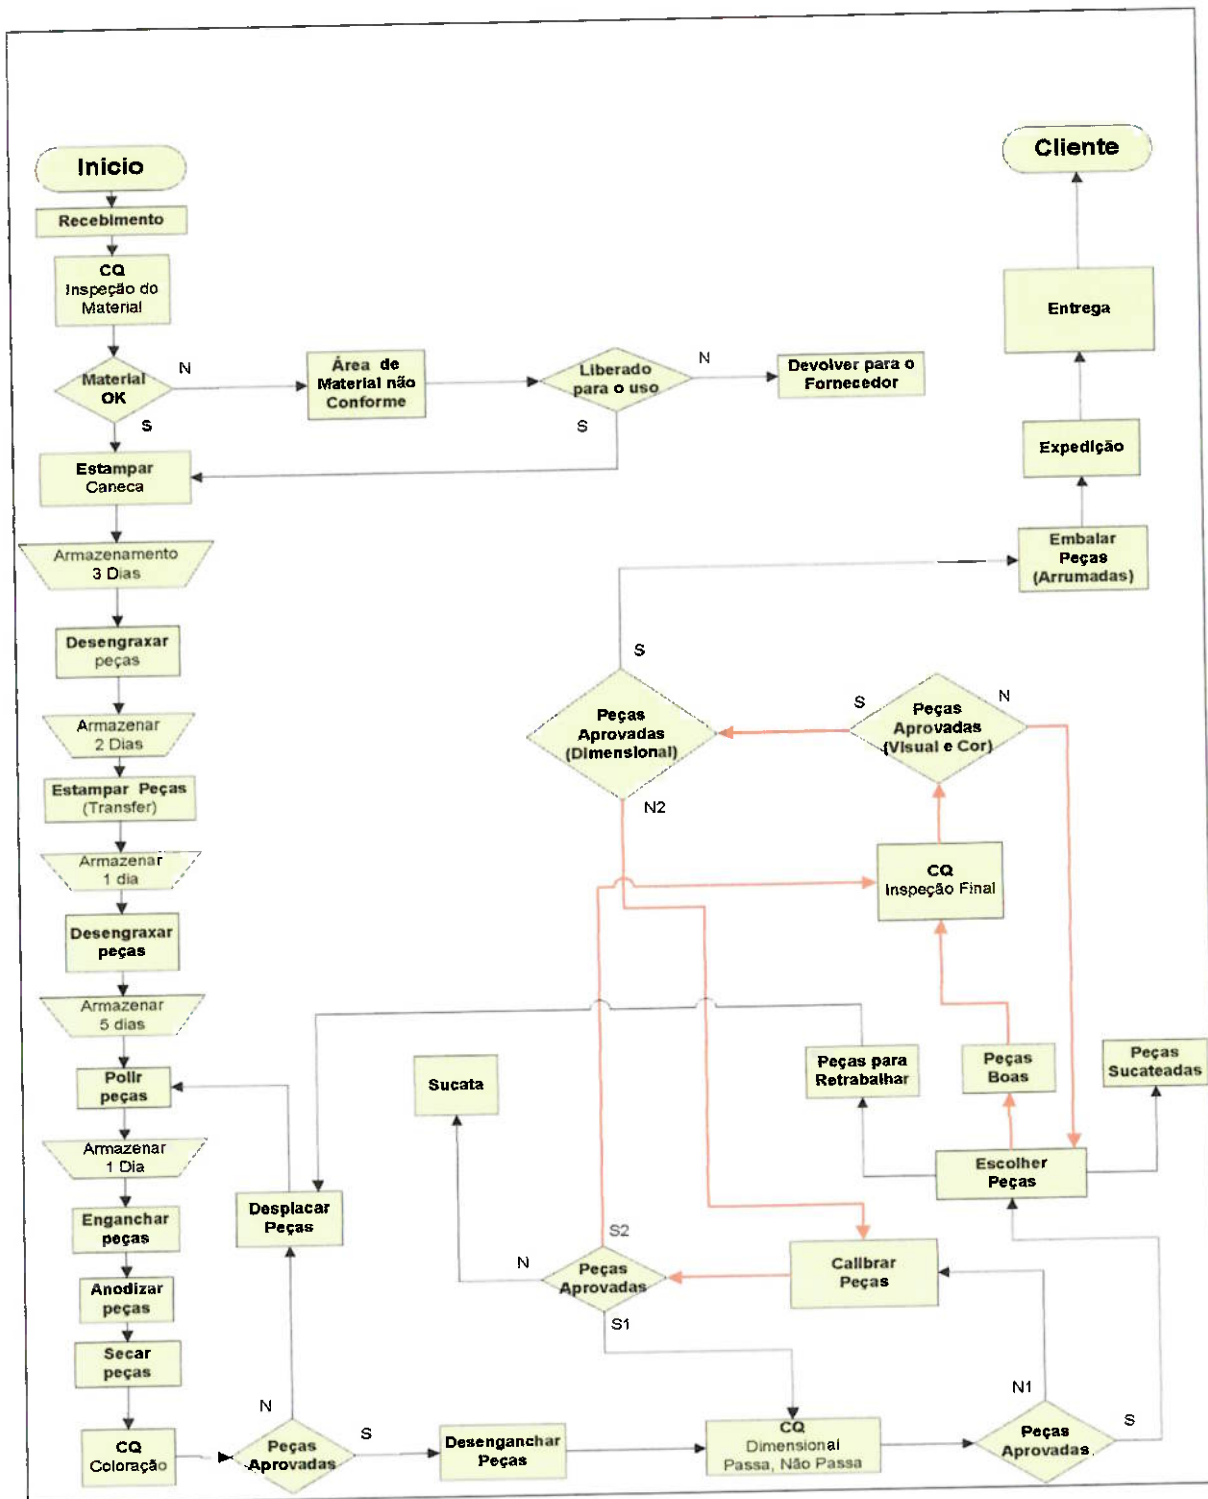 Inicio
Recebimento
CQ
Inspeção do
Material
Material
OK
N
S
Área de
Material não
Conforme
Liberado
para o uso
N
S
Devolver para o
Fornecedor
Estampar
Caneca
Armazenamento
3 Dias
Desengraxar
peças
Armazenar
2 Dias
Estampar Peças
(Transfer)
Armazenar
1 dia
Desengraxar
peças
Armazenar
5 dias
Polir
peças
Armazenar
1 Dia
Enganchar
peças
Anodizar
peças
Secar
peças
CQ
Coloração
Peças
Aprovadas
N
S
Desplacar
Peças
Desenganchar
Peças
CQ
Dimensional
Passa, Não Passa
Peças
Aprovadas
N1
S
Calibrar
Peças
Peças
Aprovadas
N
S1
S2
Sucata
Escolher
Peças
Peças para
Retrabalhar
Peças
Boas
Peças
Sucateadas
CQ
Inspeção Final
Peças
Aprovadas
(Visual e Cor)
S
N
Peças
Aprovadas
(Dimensional)
S
N2
Embalar
Peças
(Arrumadas)
Expedição
Entrega
Cliente